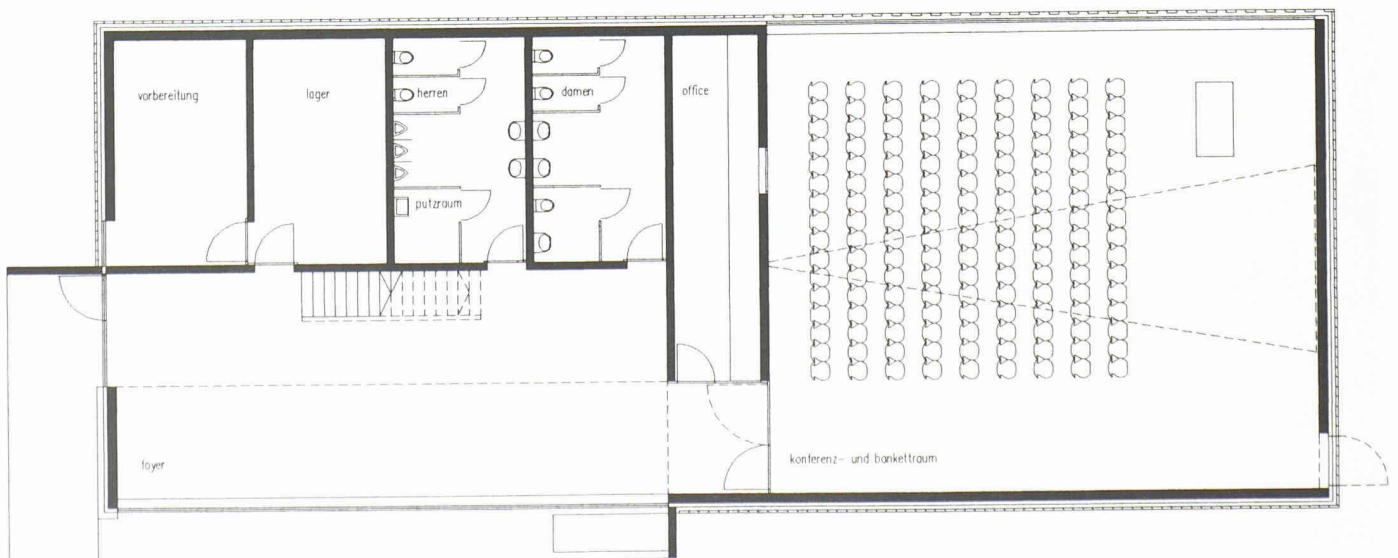 vorbereitung
lager
herren
damen
office
putzraum
foyer
konferenz- und bankettraum